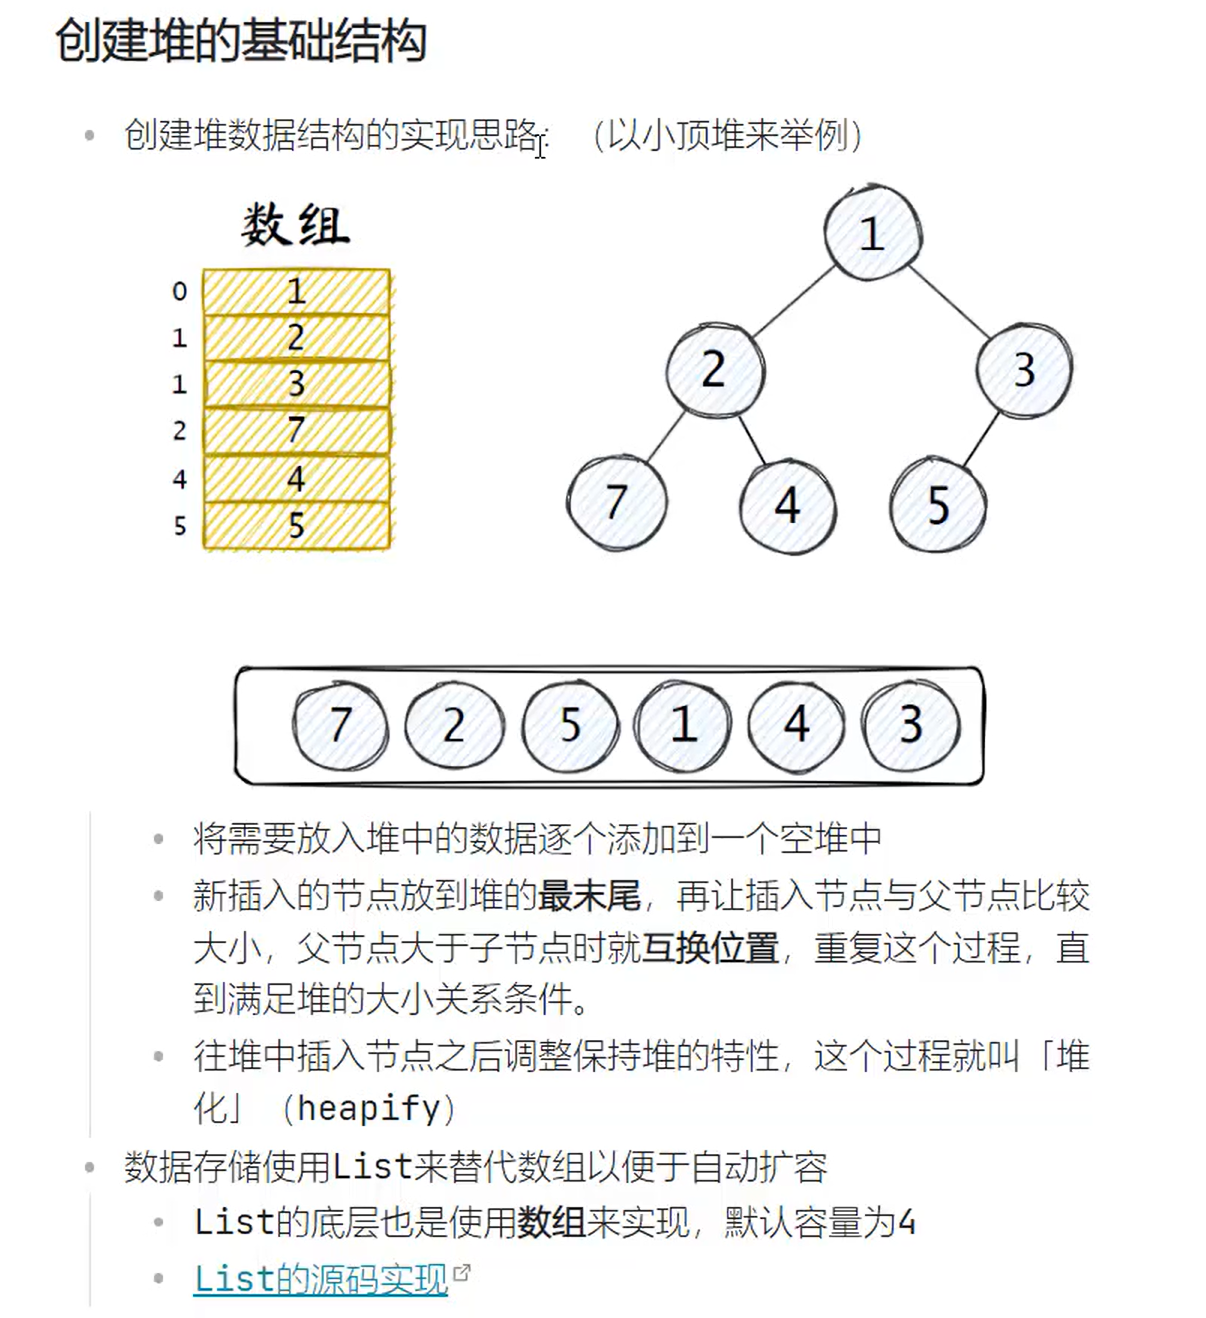 创建堆的基础结构
创建堆数据结构的实现思路: （以小顶堆来举例）
数组
0 1
1 2
1 3
2 7
4 4
5 5
1
2 3
7 4 5
7 2 5 1 4 3
将需要放入堆中的数据逐个添加到一个空堆中
新插入的节点放到堆的最末尾，再让插入节点与父节点比较
大小，父节点大于子节点时就互换位置，重复这个过程，直
到满足堆的大小关系条件。
往堆中插入节点之后调整保持堆的特性，这个过程就叫「堆
化」（heapify）
数据存储使用List来替代数组以便于自动扩容
List的底层也是使用数组来实现，默认容量为4
List的源码实现